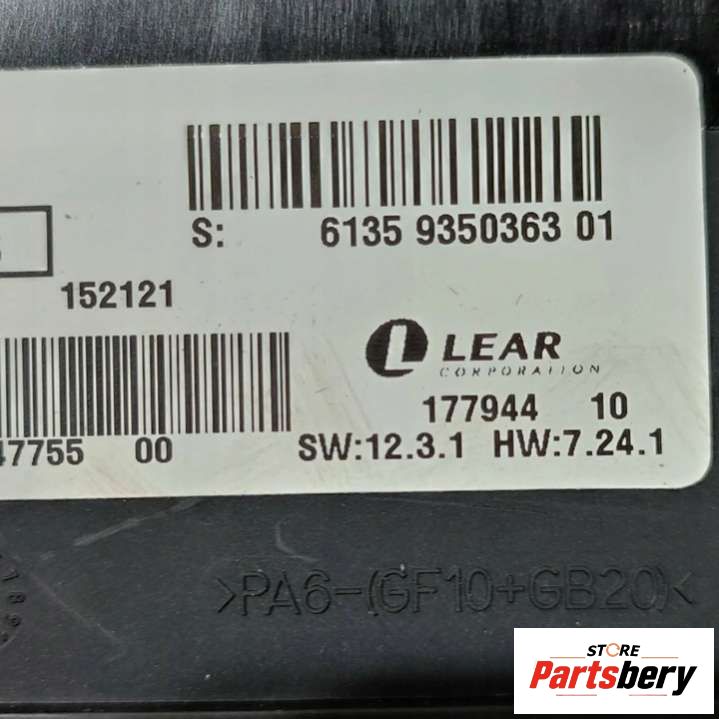 S: 6135 9350363 01
152121
LEAR
CORPORATION
177944 10
47755 00
SW:12.3.1 HW:7.24.1
>PA6-(GF10+GB20)<
STORE
Partsbery